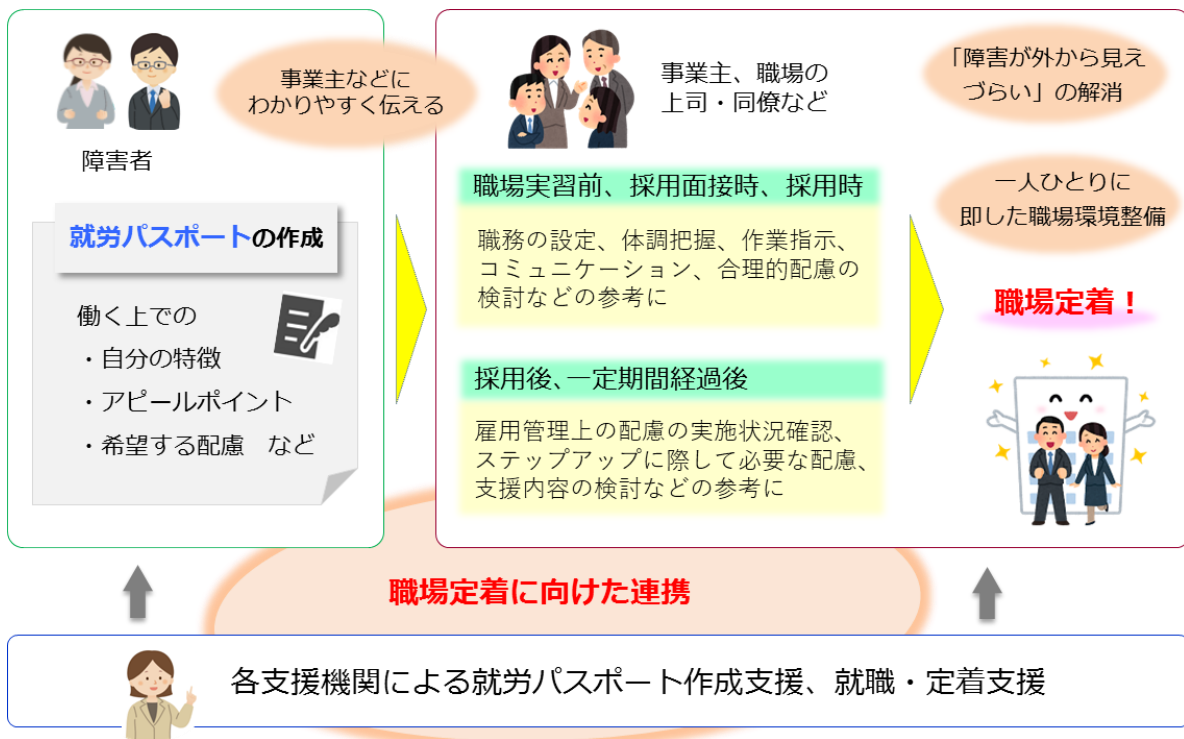 障害者
事業主などに
わかりやすく伝える
就労パスポートの作成
働く上での
・自分の特徴
・アピールポイント
・希望する配慮　など
事業主、職場の
上司・同僚など
職場実習前、採用面接時、採用時
職務の設定、体調把握、作業指示、
コミュニケーション、合理的配慮の
検討などの参考に
採用後、一定期間経過後
雇用管理上の配慮の実施状況確認、
ステップアップに際して必要な配慮、
支援内容の検討などの参考に
「障害が外から見え
づらい」の解消
一人ひとりに
即した職場環境整備
職場定着！
職場定着に向けた連携
各支援機関による就労パスポート作成支援、就職・定着支援